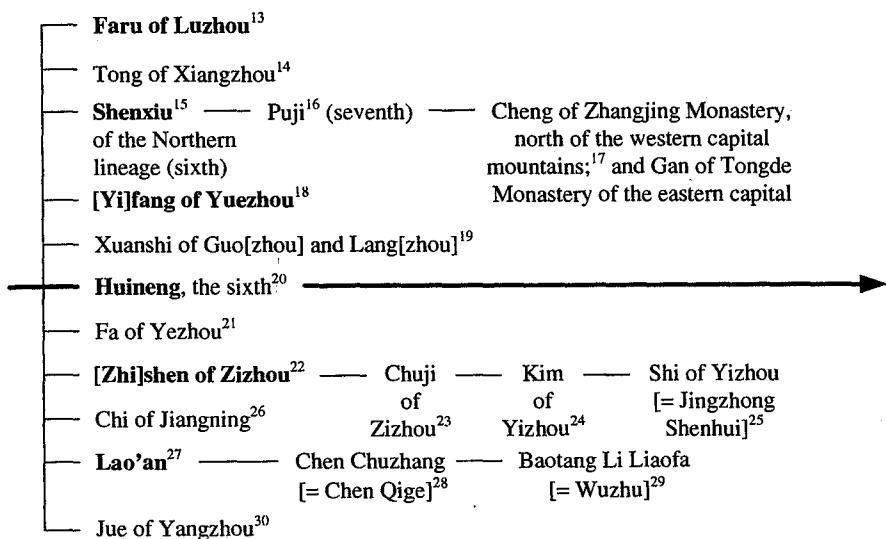 Faru of Luzhou13
Tong of Xiangzhou14
Shenxiu15 Puji16 (seventh) Cheng of Zhangjing Monastery,
of the Northern north of the western capital
lineage (sixth) mountains;17 and Gan of Tongde
[Yi]fang of Yuezhou18 Monastery of the eastern capital
Xuanshi of Guo[zhou] and Lang[zhou]19
Huineng, the sixth20
Fa of Yezhou21
[Zhi]shen of Zizhou22 Chuji Kim Shi of Yizhou
of of [= Jingzhong
Chi of Jiangning26 Zizhou23 Yizhou24 Shenhui]25
Lao'an27 Chen Chuzhang Baotang Li Liaofa
[= Chen Qige]28 [= Wuzhu]29
Jue of Yangzhou30